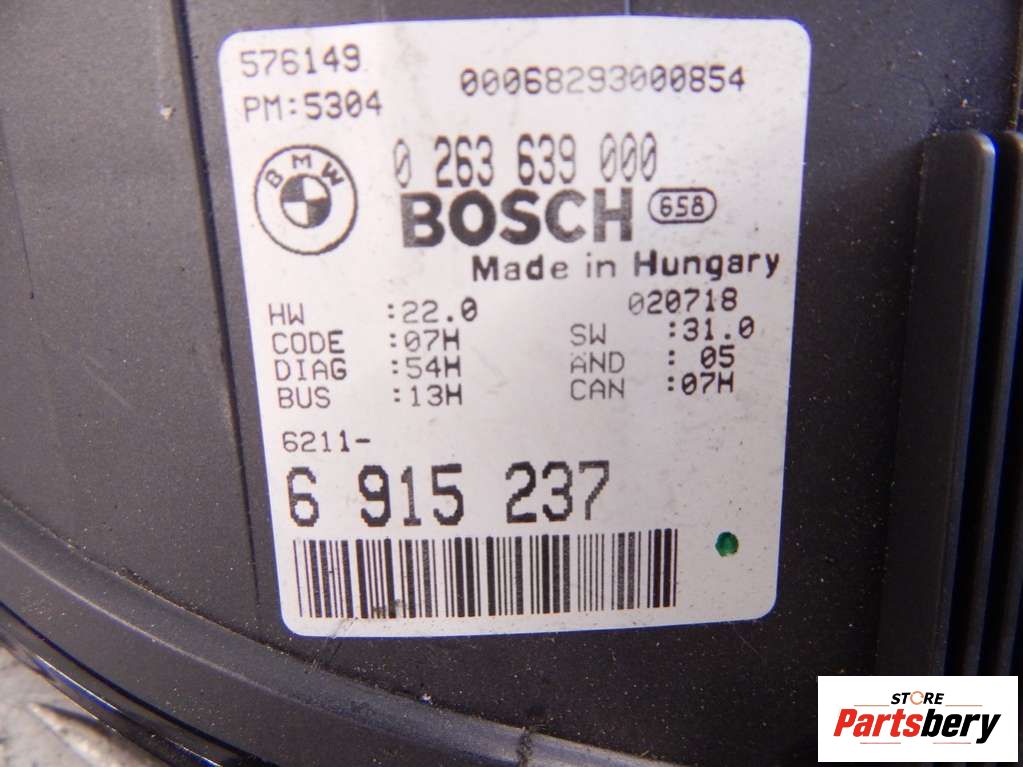 576149
00068293000854
PM:5304
BMW
0 263 639 000
BOSCH 658
Made in Hungary
HW :22.0 020718
CODE :07H SW :31.0
DIAG :54H AND : 05
BUS :13H CAN :07H
6211-
6 915 237
STORE
Partsbery